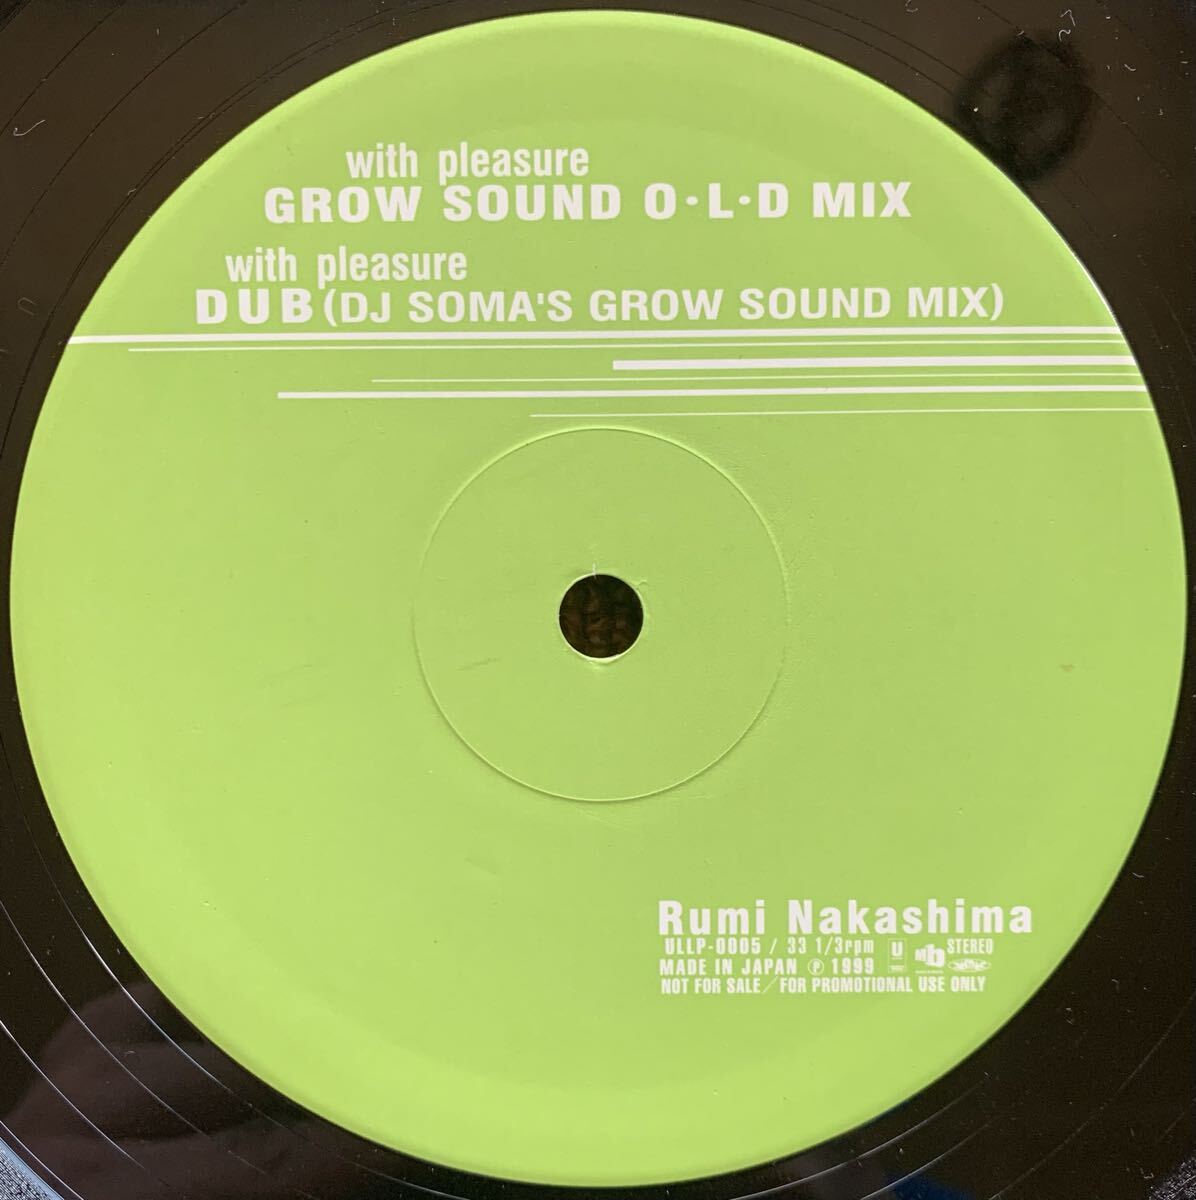 with pleasure
GROW SOUND O·L·D MIX
with pleasure
DUB (DJ SOMA'S GROW SOUND MIX)
Rumi Nakashima
ULLP-0005 / 33 1/3rpm U Mb STEREO
MADE IN JAPAN Ⓟ 1999
NOT FOR SALE/FOR PROMOTIONAL USE ONLY